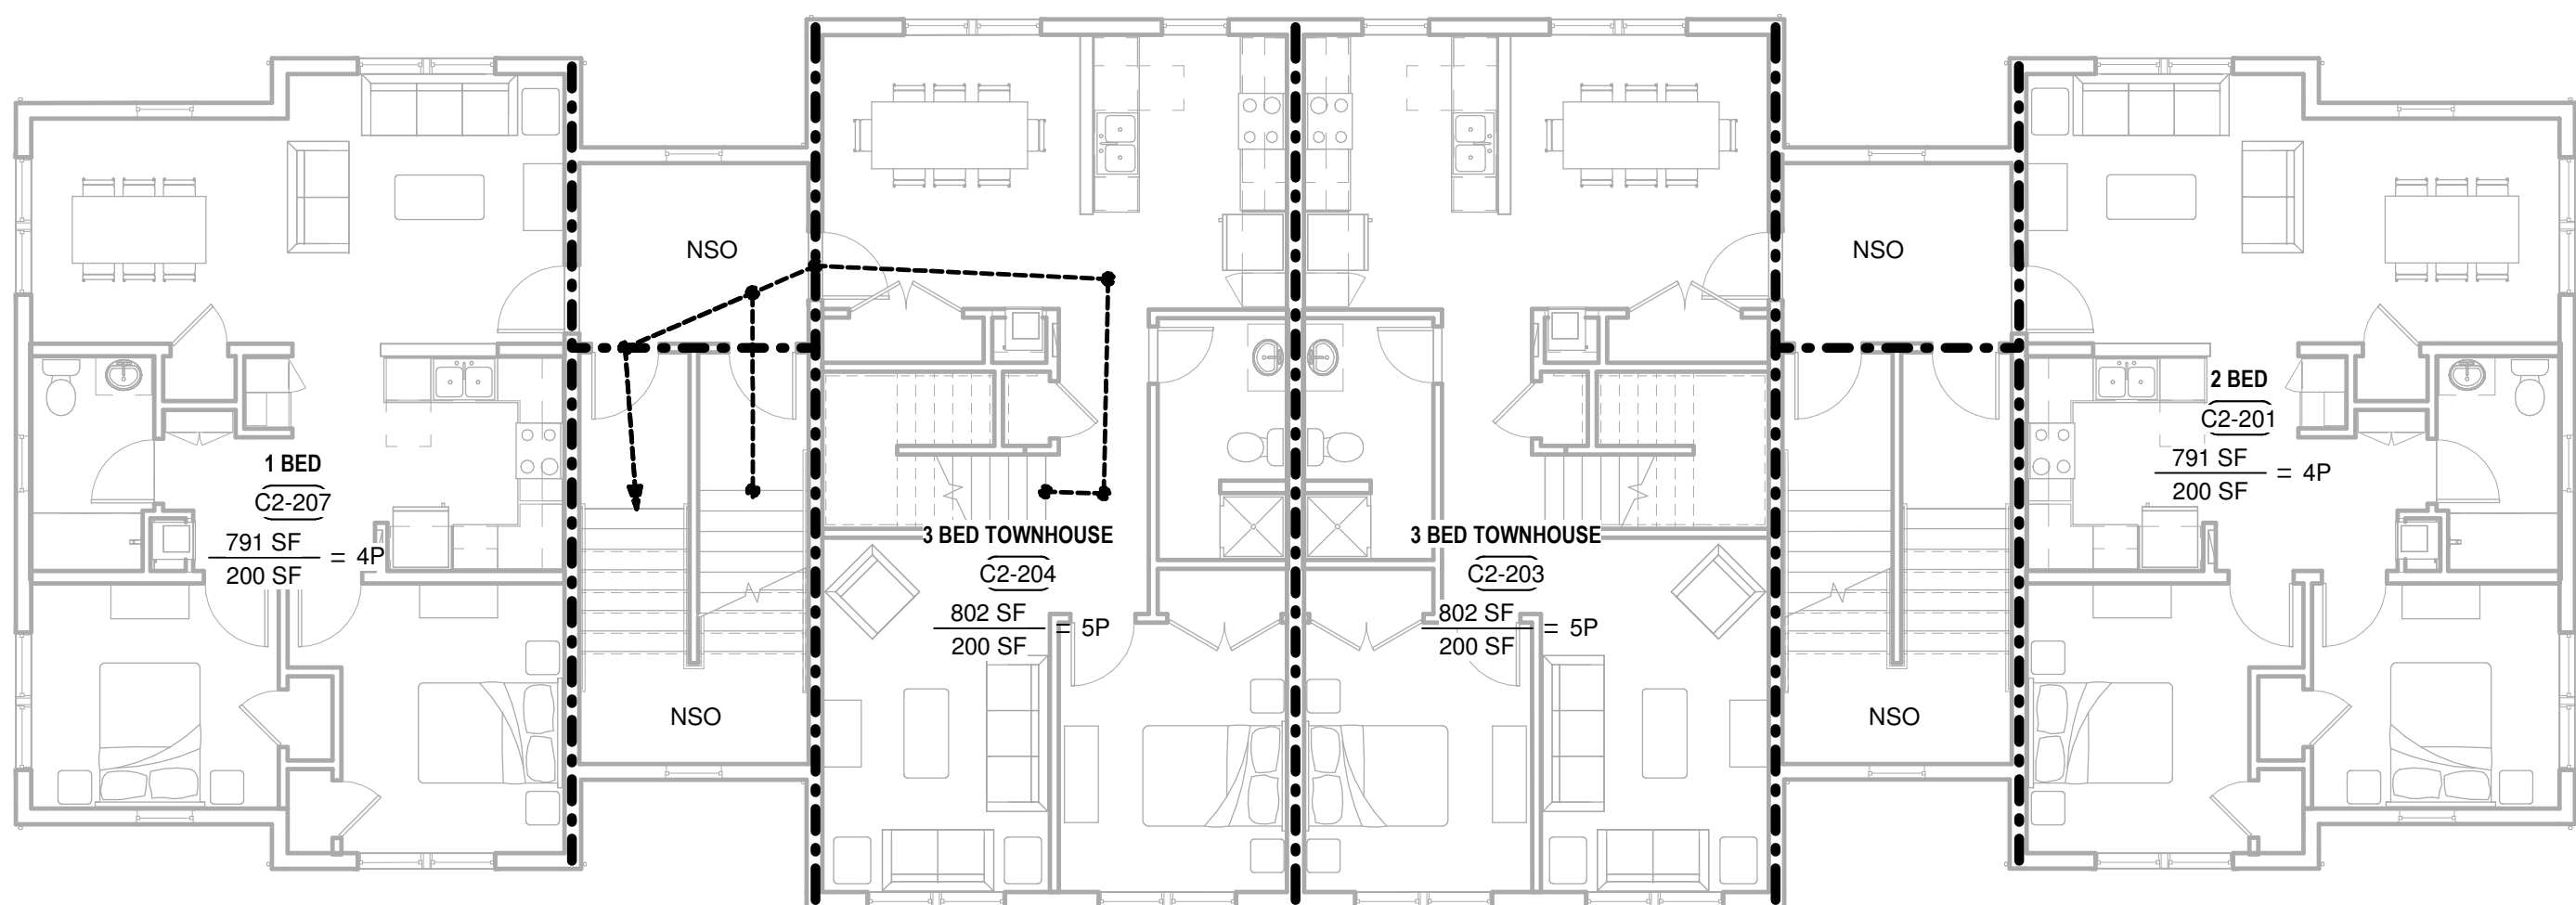 NSO
NSO
1 BED
C2-207
791 SF
200 SF
= 4P
3 BED TOWNHOUSE
C2-204
802 SF
200 SF
= 5P
3 BED TOWNHOUSE
C2-203
802 SF
200 SF
= 5P
2 BED
C2-201
791 SF
200 SF
= 4P
NSO
NSO